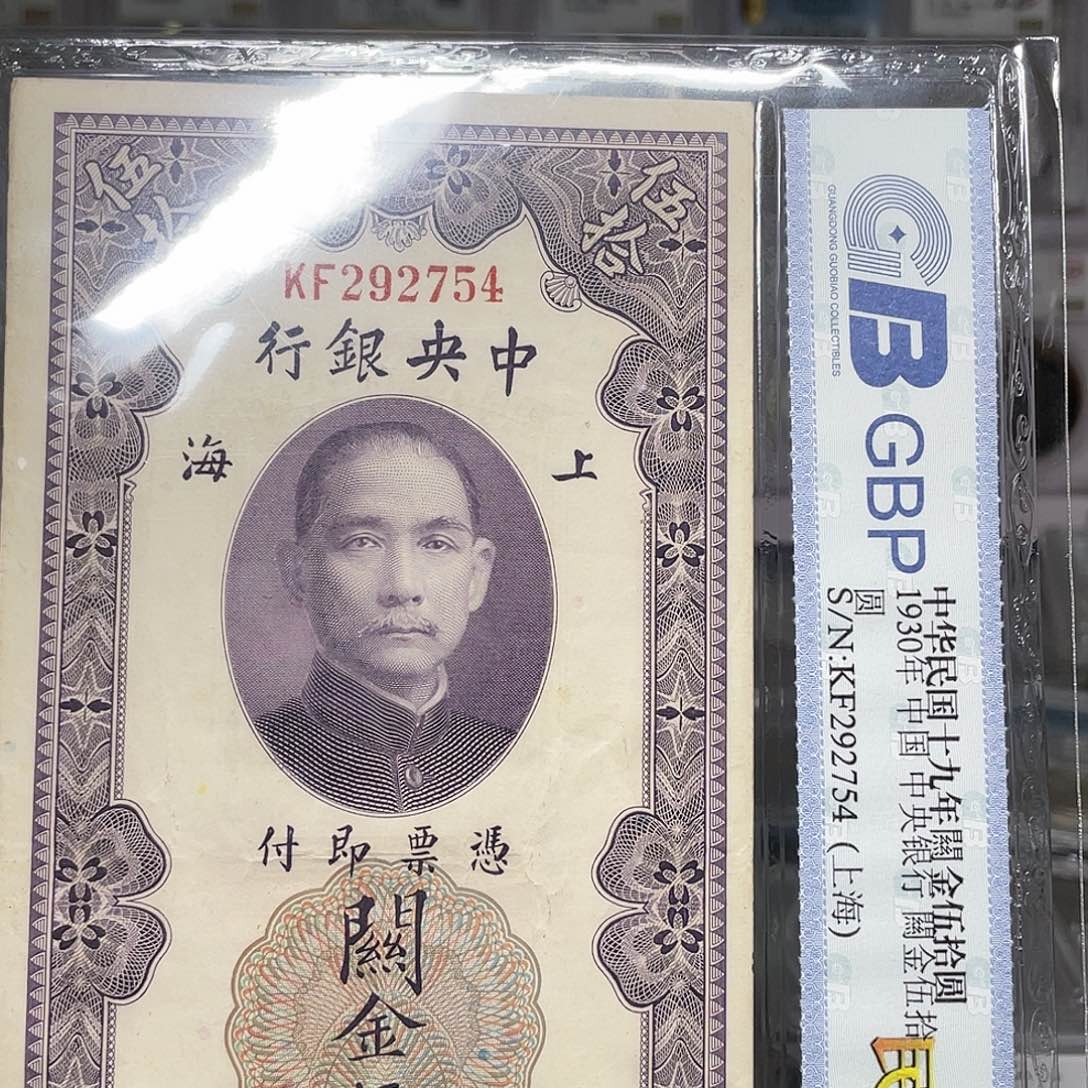 伍拾
伍拾
KF292754
中央銀行
上海
憑票即付
關金
GB
GUANGDONG GUOBIAO COLLECTIBLES
GBP
中华民国十九年關金伍拾圆
1930年 中国 中央银行 關金伍拾
圆
S/N:KF292754 (上海)